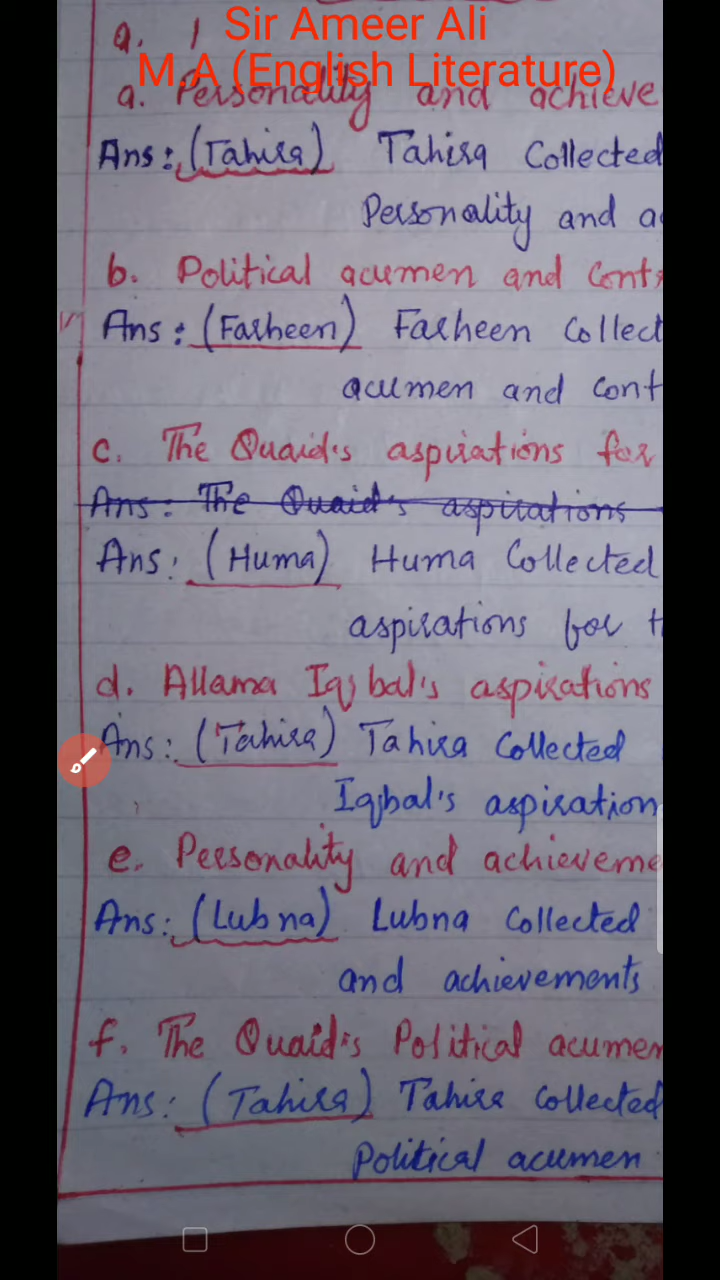 Sir Ameer Ali
M.A (English Literature)
a. Personality and achieve
Ans: (Tahira) Tahira Collected
Personality and a
b. Political acumen and Cont
Ans: (Farheen) Farheen Collect
acumen and cont
c. The Quaid's aspirations for
Ans: The Quaid's aspirations
Ans: (Huma) Huma Collected
aspirations for t
d. Allama Iqbal's aspirations
Ans: (Tahira) Tahira Collected
Iqbal's aspiration
e. Personality and achieveme
Ans: (Lubna) Lubna Collected
and achievements
f. The Quaid's Political acumen
Ans: (Tahira) Tahira Collected
Political acumen